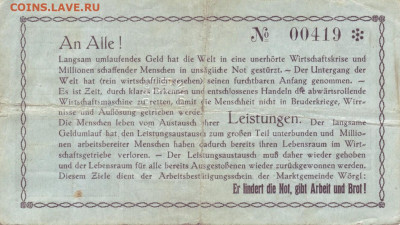 COINS.LAVE.RU
An Alle!
№ 00419 ✻
Langsam umlaufendes Geld hat die Welt in eine unerhörte Wirtschaftskrise und
Millionen schaffender Menschen in unsägliche Not gestürzt. – Der Untergang der
Welt hat (rein wirtschaftlich gesehen) seinen furchtbaren Anfang genommen. –
Es ist Zeit, durch klares Erkennen und entschlossenes Handeln die abwärtsrollende
Wirtschaftsmaschine zu retten, damit die Menschheit nicht in Bruderkriege, Wirr-
nisse und Auflösung getrieben werde.
Die Menschen leben vom Austausch ihrer Leistungen. Der langsame
Geldumlauf hat den Leistungsaustausch zum großen Teil unterbunden und Millio-
nen arbeitsbereiter Menschen haben dadurch bereits ihren Lebensraum im Wirt-
schaftsgetriebe verloren. – Der Leistungsaustausch muß daher wieder gehoben
und der Lebensraum für alle bereits Ausgestoßenen wieder zurückgewonnen werden.
Diesem Ziele dient der Arbeitsbestätigungsschein der Marktgemeinde Wörgl:
Er lindert die Not, gibt Arbeit und Brot!